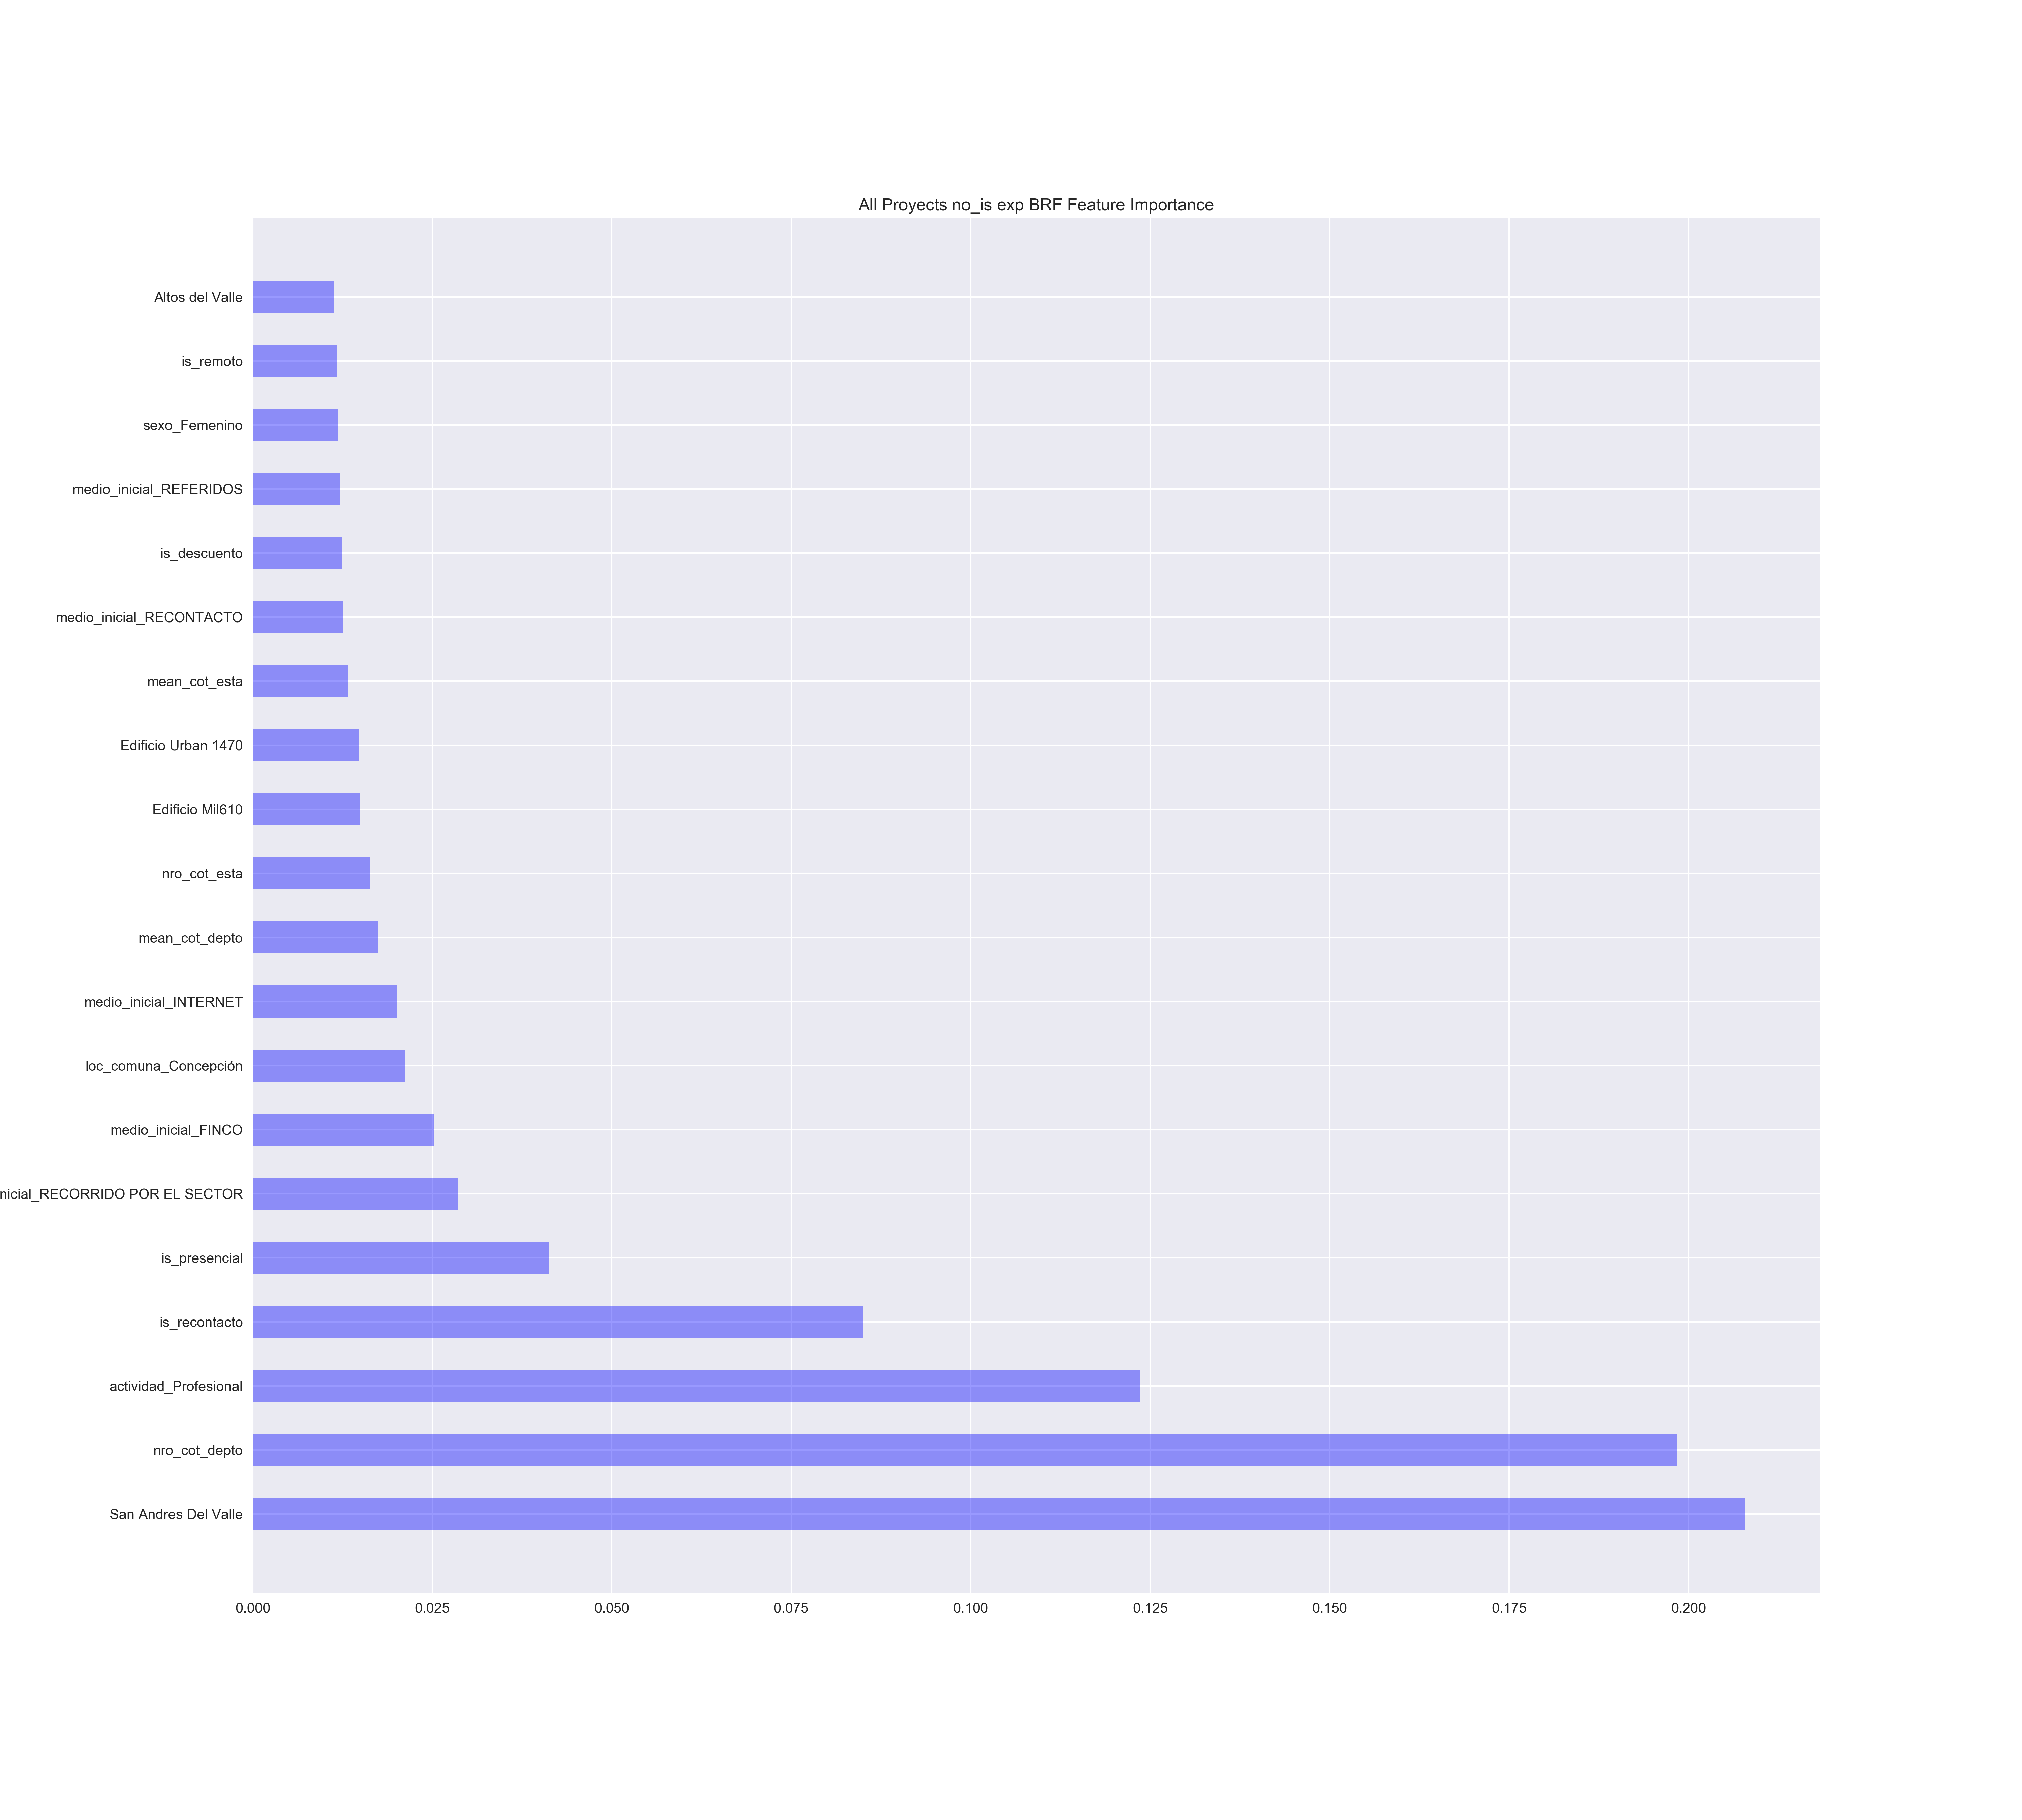 All Proyects no_is exp BRF Feature Importance
Altos del Valle
is_remoto
sexo_Femenino
medio_inicial_REFERIDOS
is_descuento
medio_inicial_RECONTACTO
mean_cot_esta
Edificio Urban 1470
Edificio Mil610
nro_cot_esta
mean_cot_depto
medio_inicial_INTERNET
loc_comuna_Concepción
medio_inicial_FINCO
nicial_RECORRIDO POR EL SECTOR
is_presencial
is_recontacto
actividad_Profesional
nro_cot_depto
San Andres Del Valle
0.000 0.025 0.050 0.075 0.100 0.125 0.150 0.175 0.200